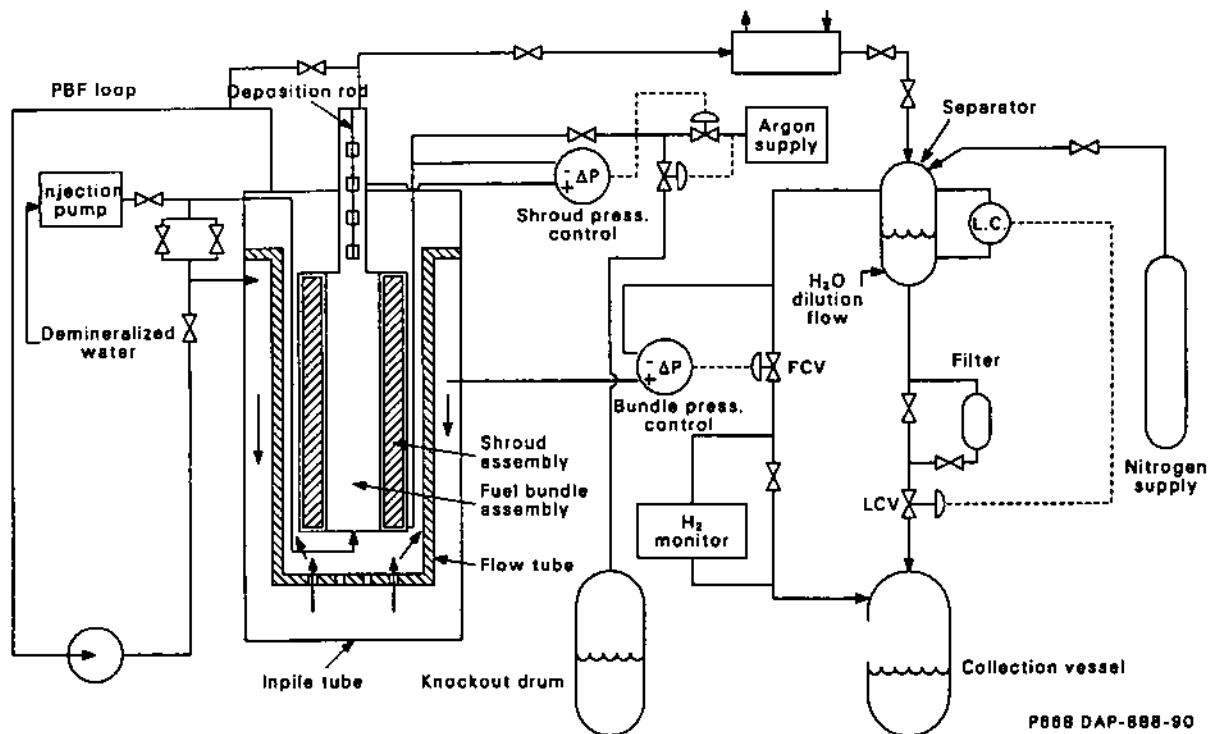 PBF loop
Deposition rod
Separator
Argon
supply
- ΔP
+
Injection
pump
Shroud press.
control
L.C.
H₂O
dilution
flow
Demineralized
water
- ΔP
+
FCV
Filter
Bundle press.
control
Shroud
assembly
Nitrogen
supply
Fuel bundle
assembly
LCV
H₂
monitor
Flow tube
Inpile tube
Knockout drum
Collection vessel